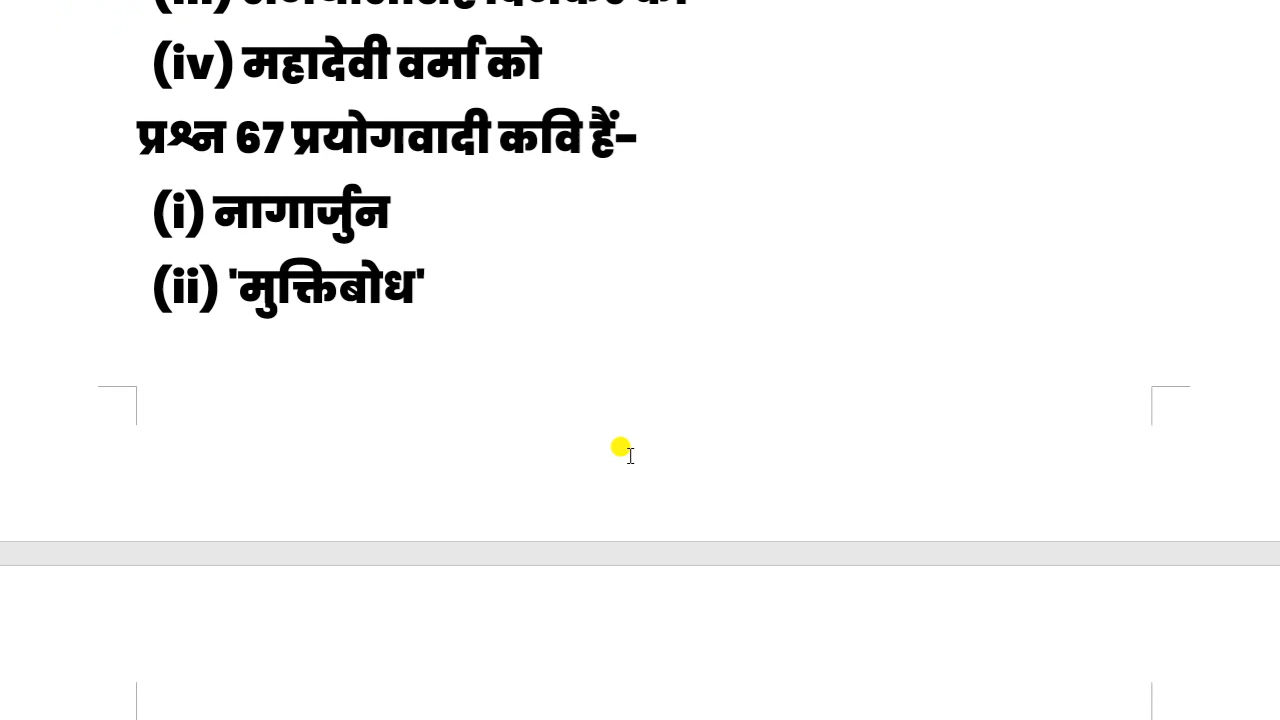 (iv) महादेवी वर्मा को
प्रश्न 67 प्रयोगवादी कवि हैं-
(i) नागार्जुन
(ii) 'मुक्तिबोध'